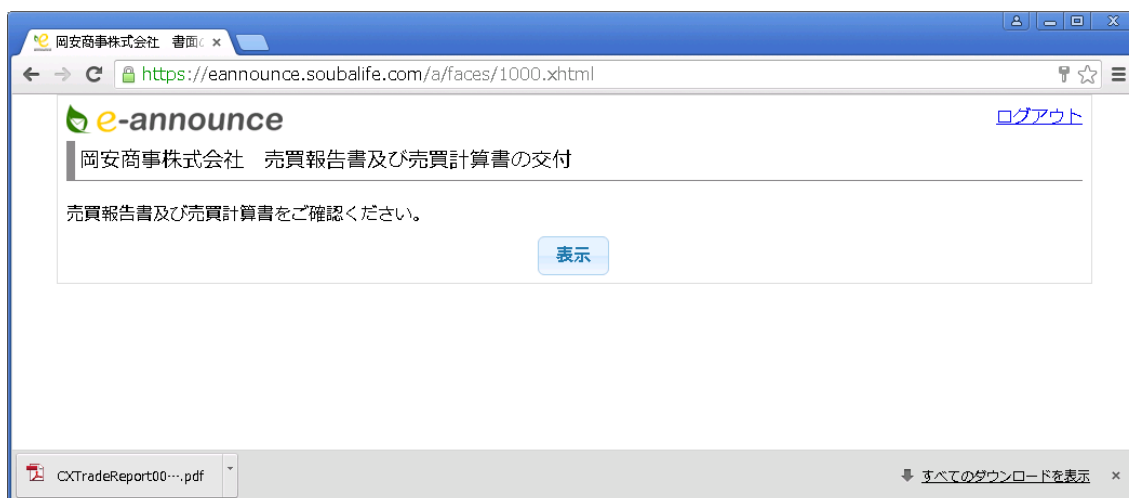 岡安商事株式会社 書面
https://eannounce.soubalife.com/a/faces/1000.xhtml
e-announce
ログアウト
岡安商事株式会社 売買報告書及び売買計算書の交付
売買報告書及び売買計算書をご確認ください。
表示
CXTradeReport00….pdf
すべてのダウンロードを表示